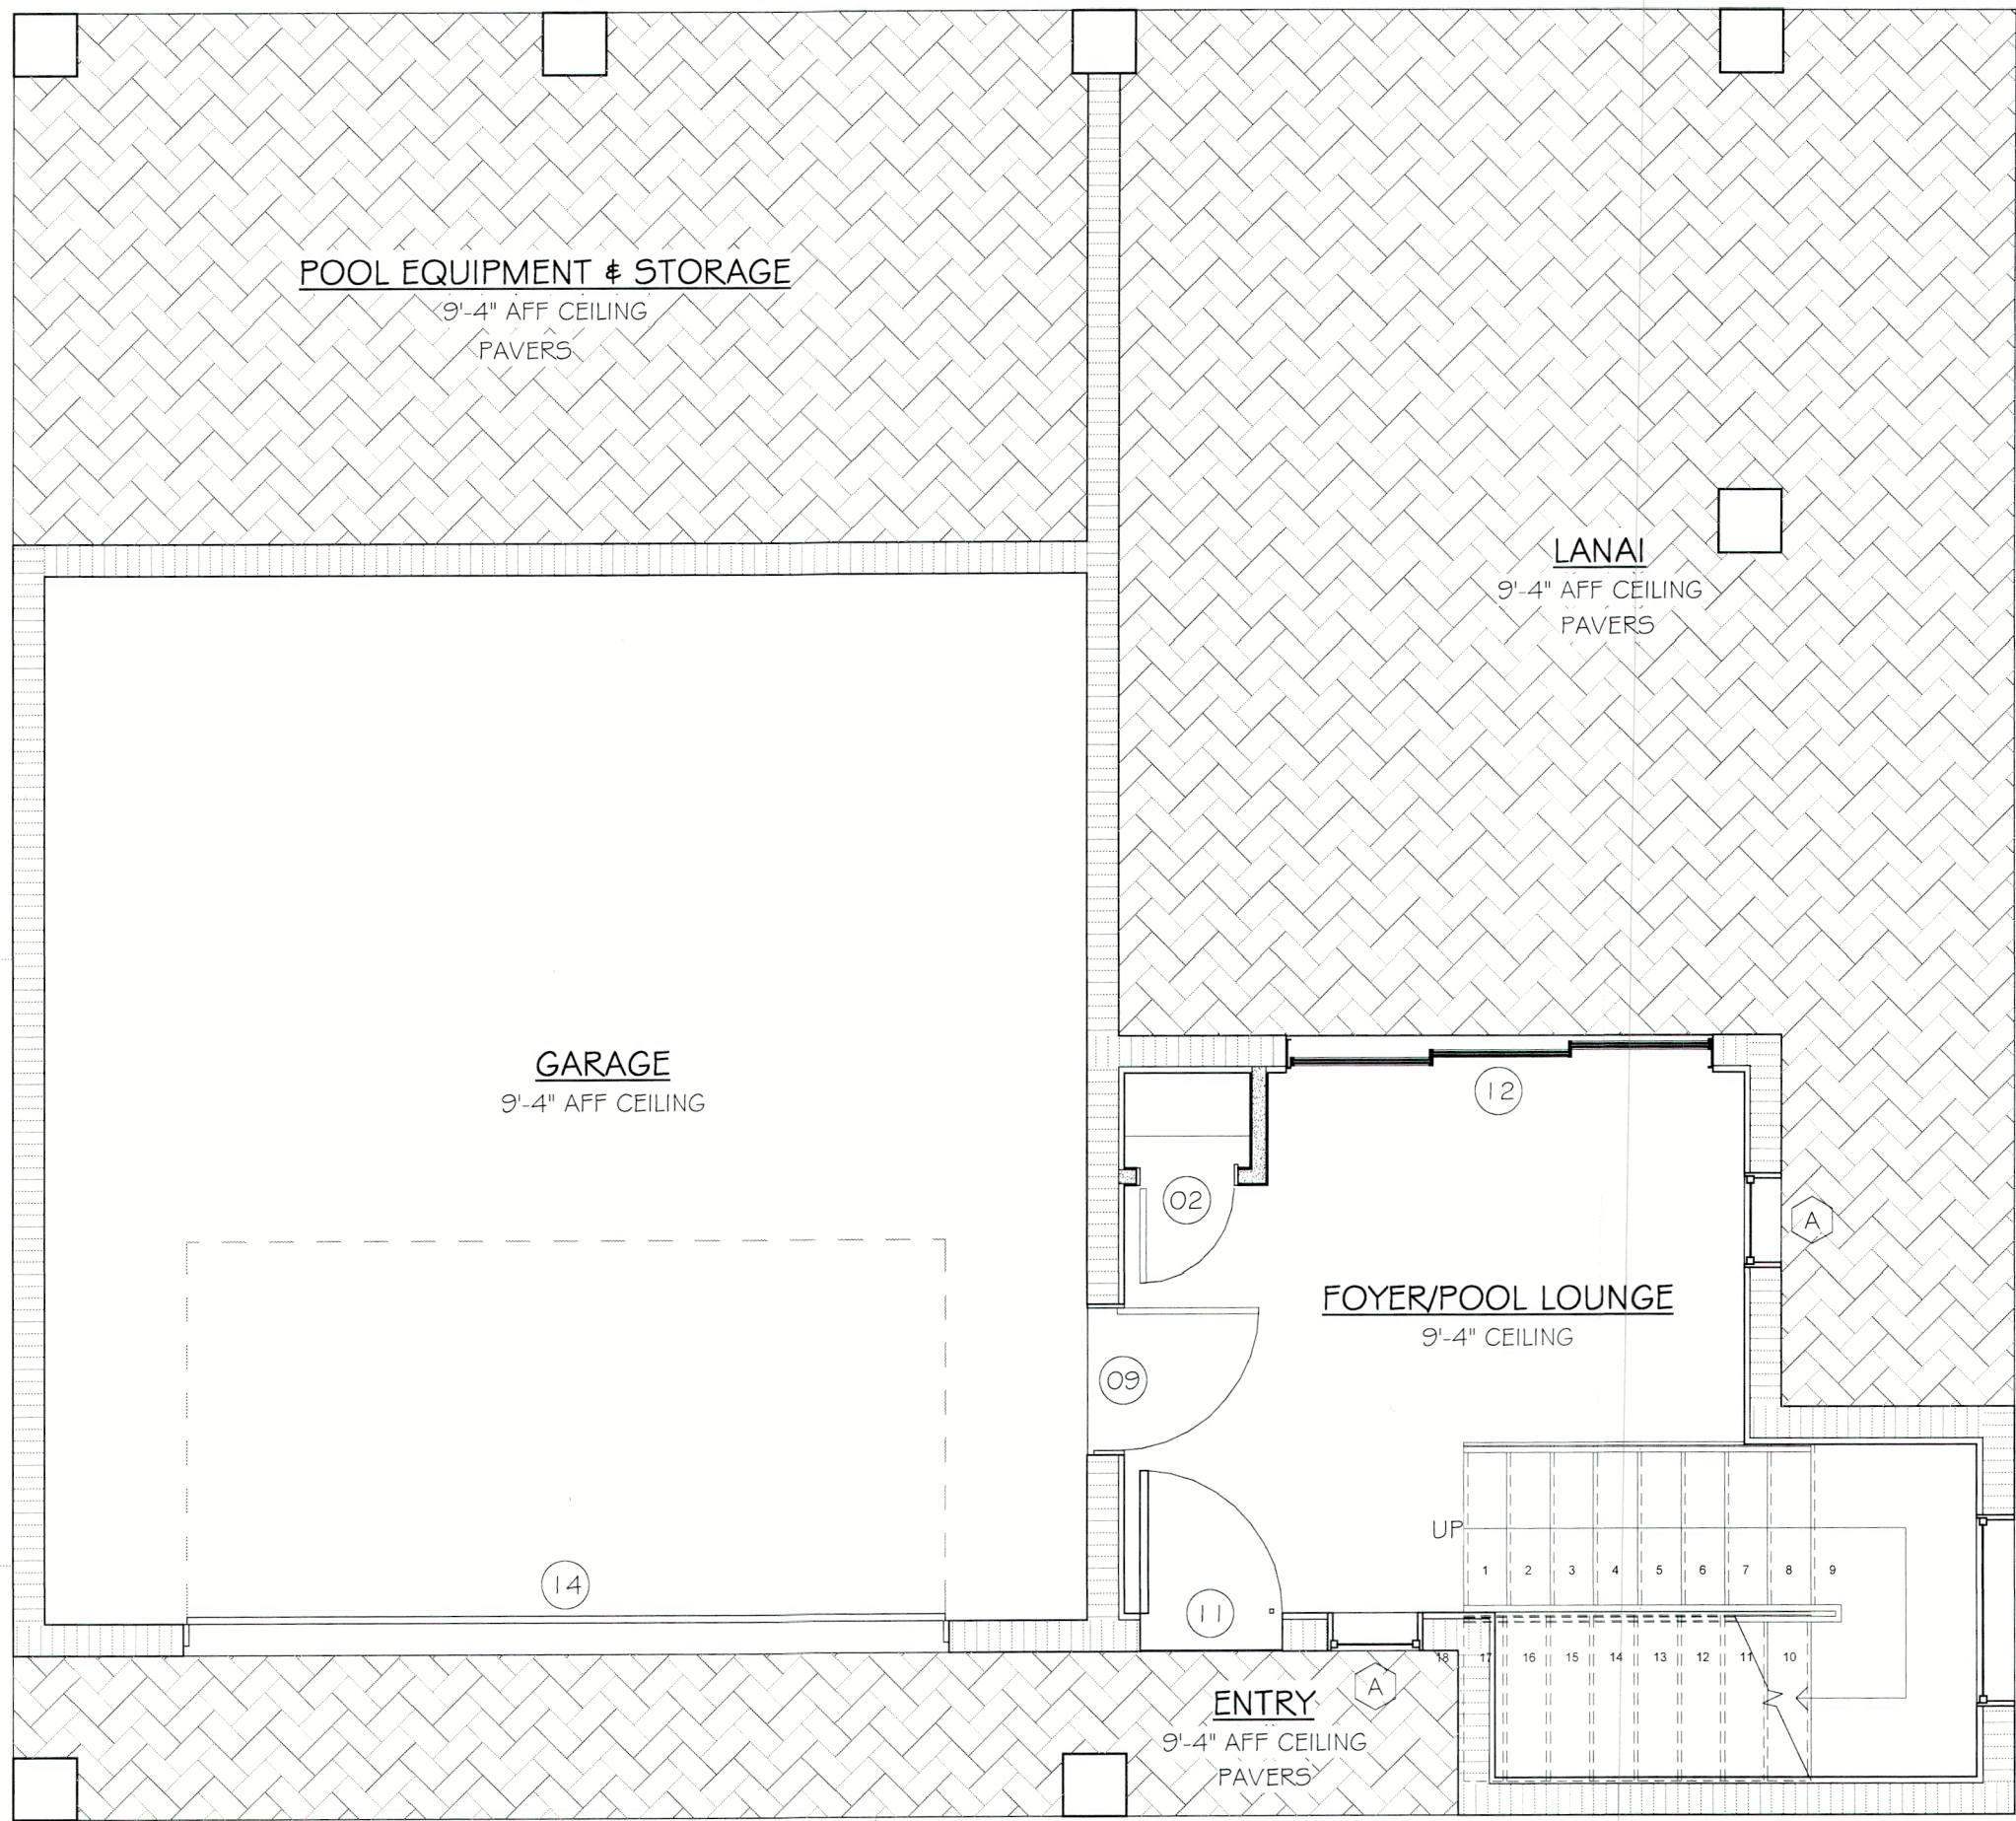 POOL EQUIPMENT & STORAGE
9'-4" AFF CEILING
PAVERS
LANAI
9'-4" AFF CEILING
PAVERS
GARAGE
9'-4" AFF CEILING
12
02
A
FOYER/POOL LOUNGE
9'-4" CEILING
09
UP
1 2 3 4 5 6 7 8 9
14
11
18 17 16 15 14 13 12 11 10
A
ENTRY
9'-4" AFF CEILING
PAVERS